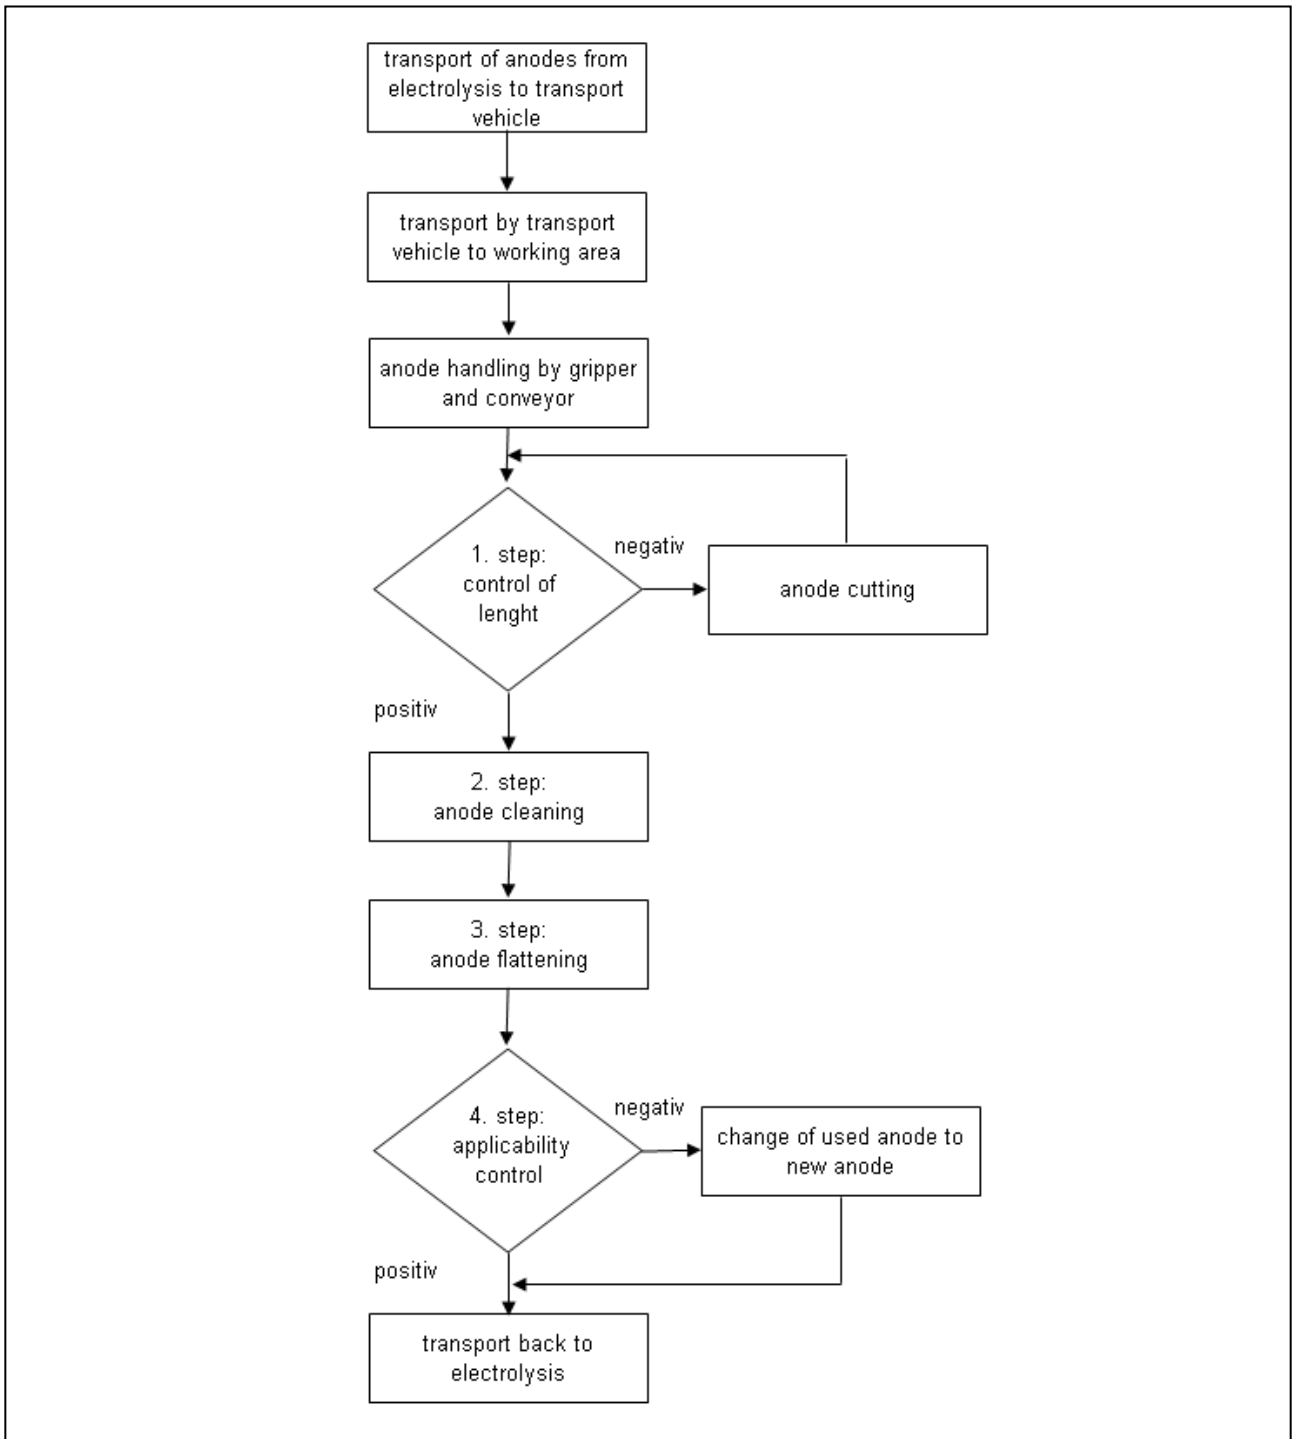 transport of anodes from
electrolysis to transport
vehicle
transport by transport
vehicle to working area
anode handling by gripper
and conveyor
1. step:
control of
lenght
negativ
anode cutting
positiv
2. step:
anode cleaning
3. step:
anode flattening
4. step:
applicability
control
negativ
change of used anode to
new anode
positiv
transport back to
electrolysis